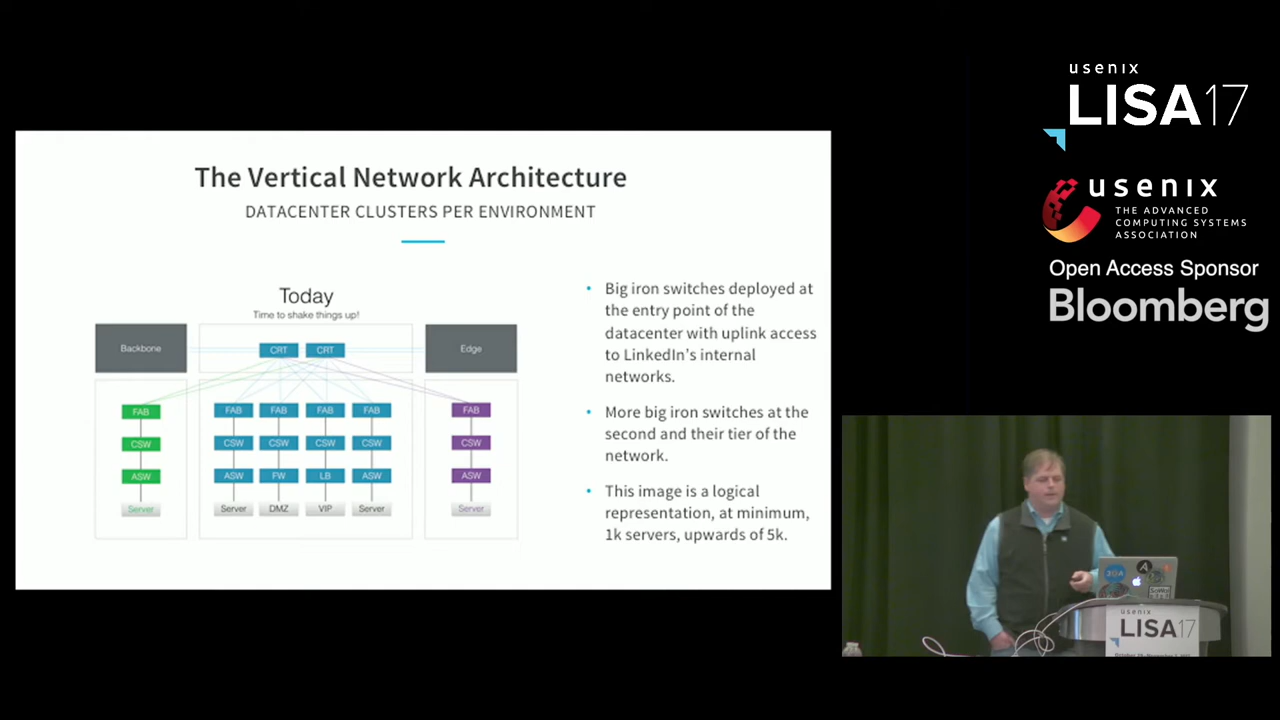 usenix
LISA17
usenix
THE ADVANCED
COMPUTING SYSTEMS
ASSOCIATION
Open Access Sponsor
Bloomberg
The Vertical Network Architecture
DATACENTER CLUSTERS PER ENVIRONMENT
Today
Time to shake things up!
Backbone
CRT CRT
Edge
FAB FAB FAB FAB FAB FAB
CSW CSW CSW CSW CSW CSW
ASW ASW FW LB ASW ASW
Server Server DMZ VIP Server Server
• Big iron switches deployed at
the entry point of the
datacenter with uplink access
to LinkedIn's internal
networks.
• More big iron switches at the
second and their tier of the
network.
• This image is a logical
representation, at minimum,
1k servers, upwards of 5k.
usenix
LISA17